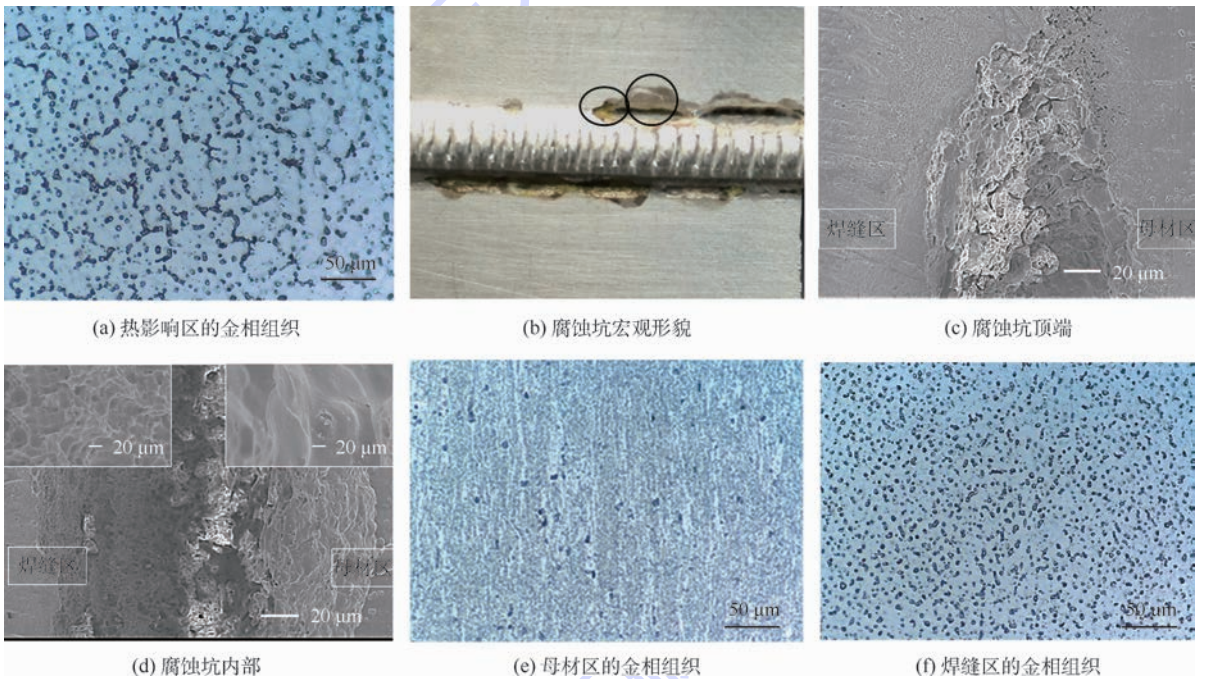 50 μm
(a) 热影响区的金相组织
(b) 腐蚀坑宏观形貌
焊缝区
母材区
20 μm
(c) 腐蚀坑顶端
20 μm
20 μm
焊缝区
母材区
20 μm
(d) 腐蚀坑内部
50 μm
(e) 母材区的金相组织
50 μm
(f) 焊缝区的金相组织